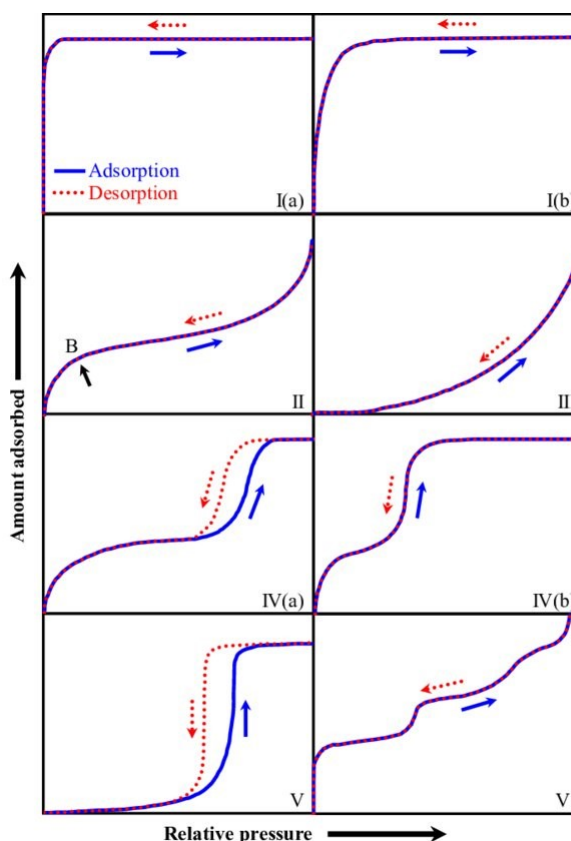 Adsorption
Desorption
I(a)
I(b
B
II
II
IV(a)
IV(b
V
V
Amount adsorbed
Relative pressure